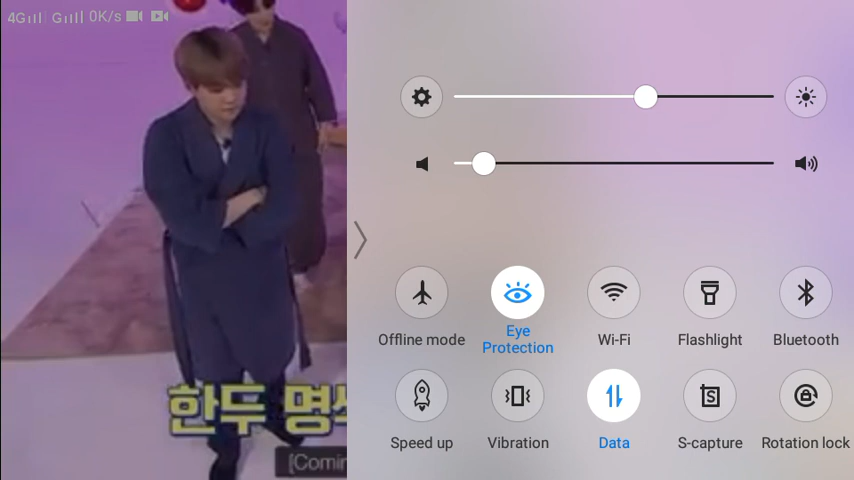 4G G 0K/s
Offline mode
Eye
Protection
Wi-Fi
Flashlight
Bluetooth
Speed up
Vibration
Data
S-capture
Rotation lock
한두
[Comin